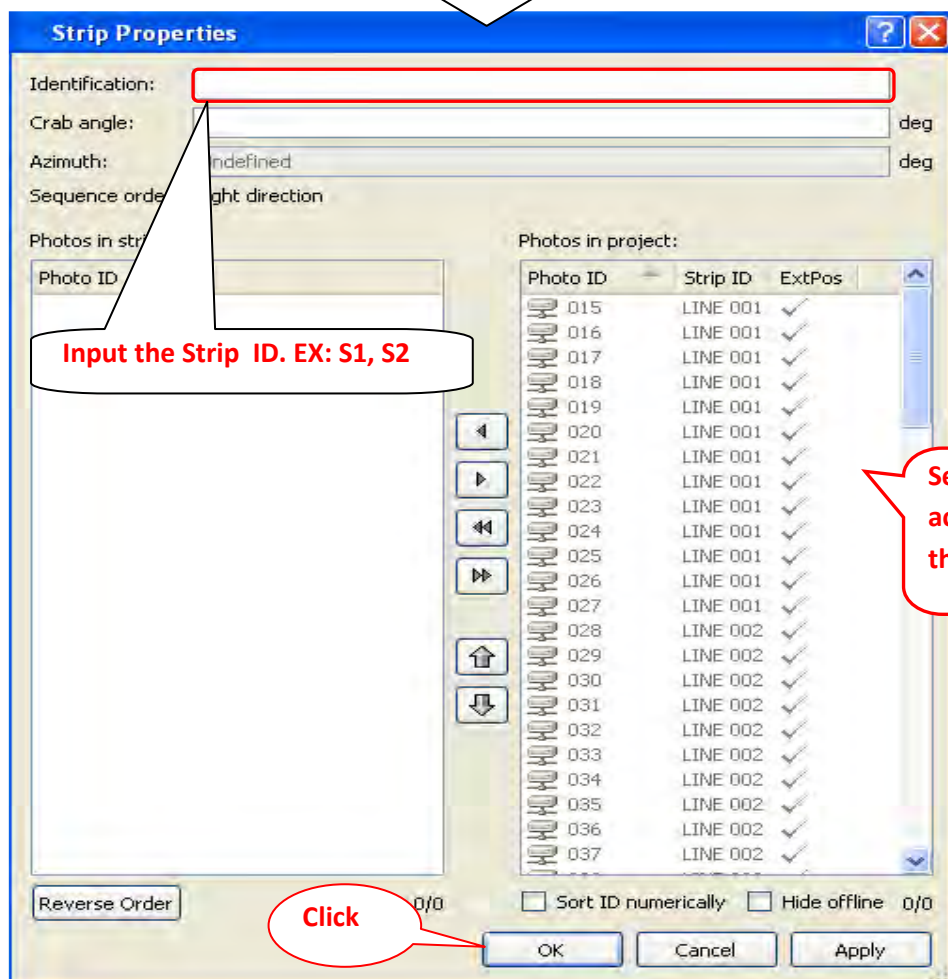 Strip Properties
Identification:
Crab angle: deg
Azimuth: ndefined deg
Sequence orde ght direction
Photos in stri Photos in project:
Photo ID Photo ID Strip ID ExtPos
Input the Strip ID. EX: S1, S2
015 LINE 001
016 LINE 001
017 LINE 001
018 LINE 001
019 LINE 001
020 LINE 001
021 LINE 001
022 LINE 001
023 LINE 001
024 LINE 001
025 LINE 001
026 LINE 001
027 LINE 001
028 LINE 002
029 LINE 002
030 LINE 002
031 LINE 002
032 LINE 002
033 LINE 002
034 LINE 002
035 LINE 002
036 LINE 002
037 LINE 002
Se
ac
th
Reverse Order 0/0 Sort ID numerically Hide offline 0/0
Click
OK Cancel Apply